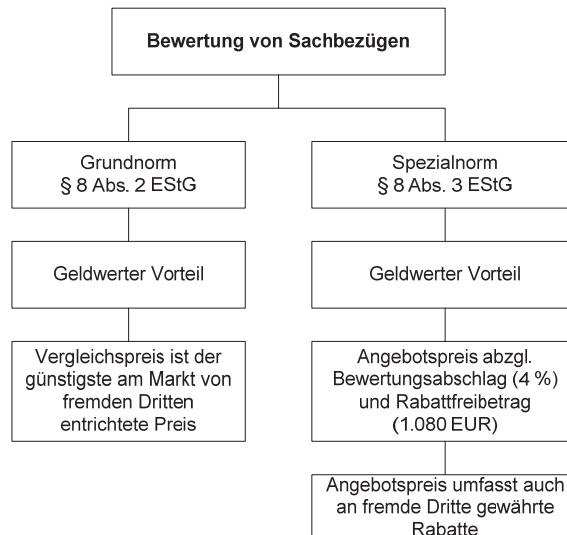 Bewertung von Sachbezügen
Grundnorm
§ 8 Abs. 2 EStG
Geldwerter Vorteil
Vergleichspreis ist der
günstigste am Markt von
fremden Dritten
entrichtete Preis
Spezialnorm
§ 8 Abs. 3 EStG
Geldwerter Vorteil
Angebotspreis abzgl.
Bewertungsabschlag (4 %)
und Rabattfreibetrag
(1.080 EUR)
Angebotspreis umfasst auch
an fremde Dritte gewährte
Rabatte